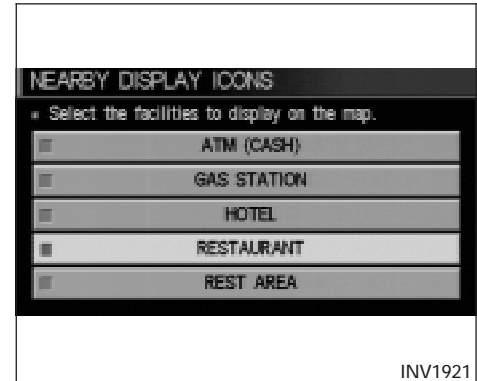 NEARBY DISPLAY ICONS
Select the facilities to display on the map.
ATM (CASH)
GAS STATION
HOTEL
RESTAURANT
REST AREA
INV1921